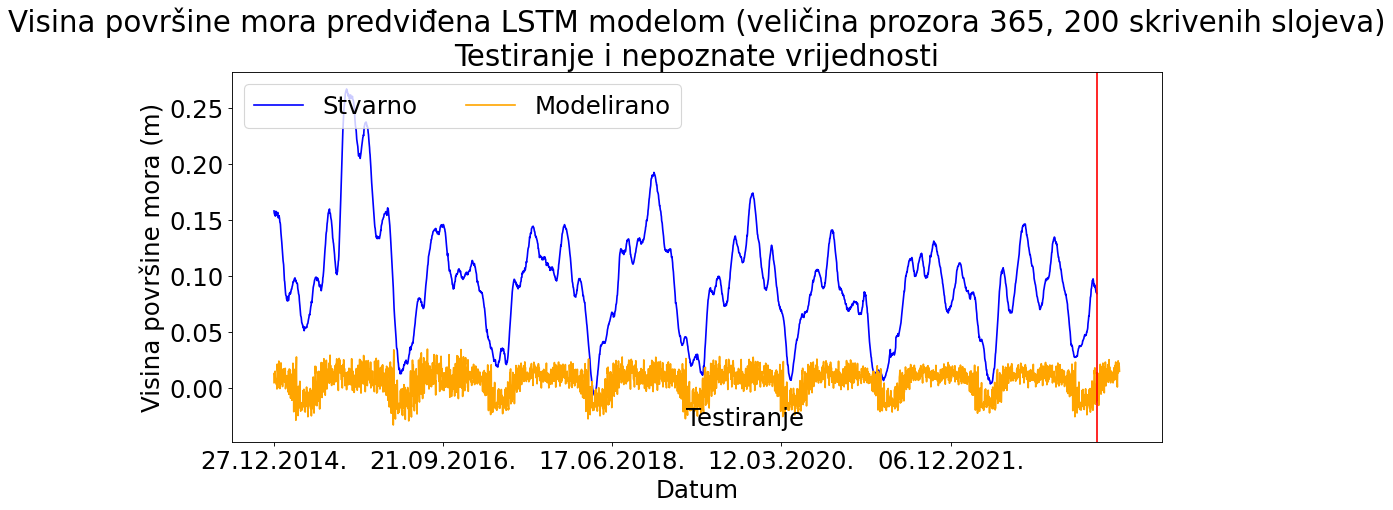 Visina površine mora predviđena LSTM modelom (veličina prozora 365, 200 skrivenih slojeva)
Testiranje i nepoznate vrijednosti
Stvarno
Modelirano
Visina površine mora (m)
0.25
0.20
0.15
0.10
0.05
0.00
Testiranje
27.12.2014.
21.09.2016.
17.06.2018.
12.03.2020.
06.12.2021.
Datum